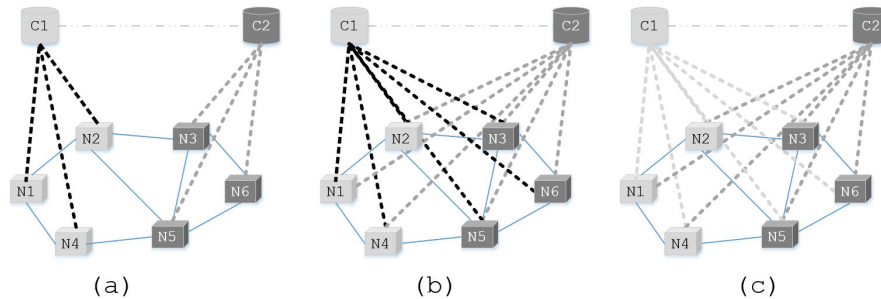 C1 C2 C1 C2 C1 C2
N2 N3 N2 N3 N2 N3
N1 N6 N1 N6 N1 N6
N4 N5 N4 N5 N4 N5
(a) (b) (c)